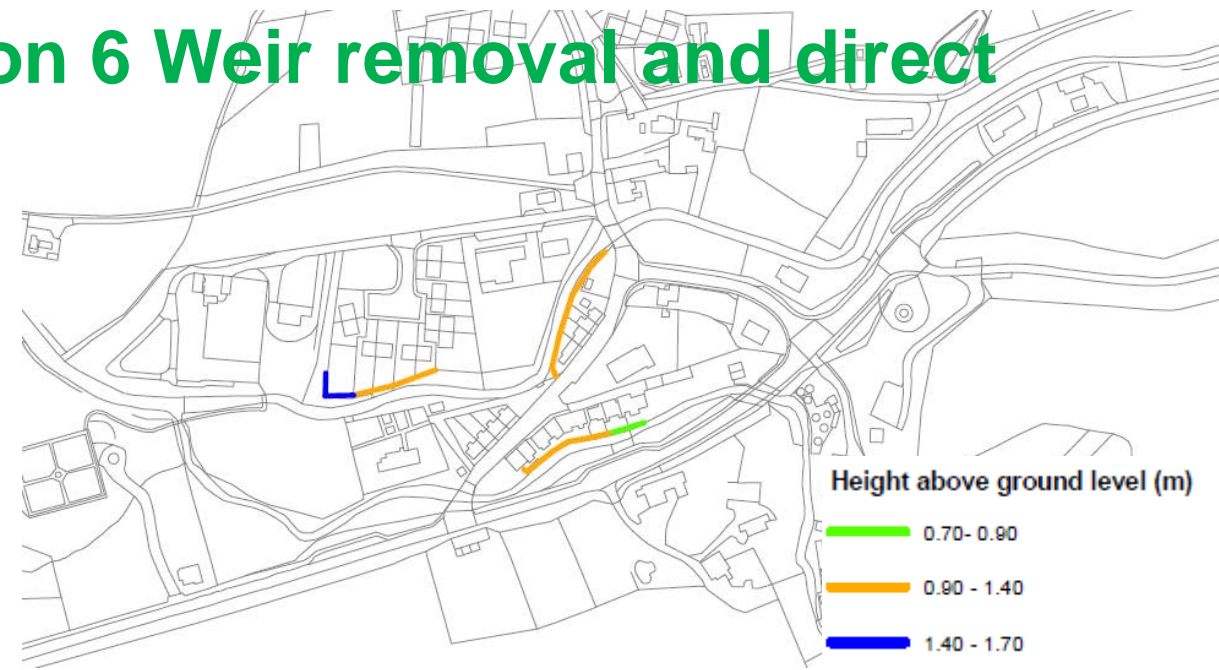 on 6 Weir removal and direct
Height above ground level (m)
0.70- 0.90
0.90 - 1.40
1.40 - 1.70